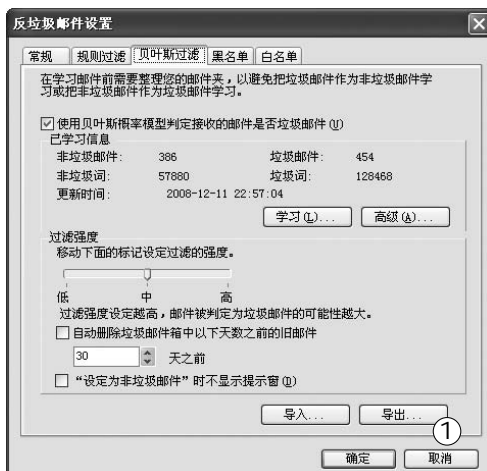 反垃圾邮件设置
常规 规则过滤 贝叶斯过滤 黑名单 白名单
在学习邮件前需要整理您的邮件夹，以避免把垃圾邮件作为非垃圾邮件学
习或把非垃圾邮件作为垃圾邮件学习。
使用贝叶斯概率模型判定接收的邮件是否垃圾邮件(U)
已学习信息
非垃圾邮件: 386 垃圾邮件: 454
非垃圾词: 57880 垃圾词: 128468
更新时间: 2008-12-11 22:57:04
学习(L)... 高级(A)...
过滤强度
移动下面的标记设定过滤的强度。
低 中 高
过滤强度设定越高，邮件被判定为垃圾邮件的可能性越大。
自动删除垃圾邮件箱中以下天数之前的旧邮件
30 天之前
“设定为非垃圾邮件”时不显示提示窗(D)
导入... 导出...
①
确定 取消